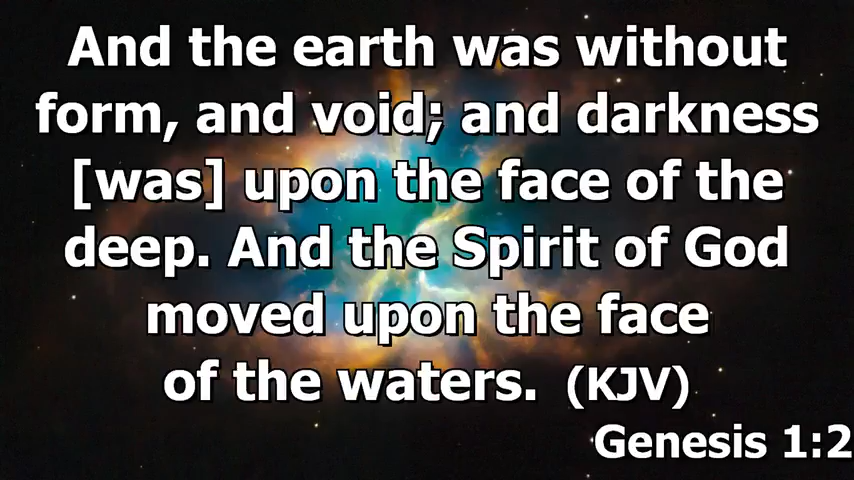 And the earth was without
form, and void; and darkness
[was] upon the face of the
deep. And the Spirit of God
moved upon the face
of the waters. (KJV)
Genesis 1:2